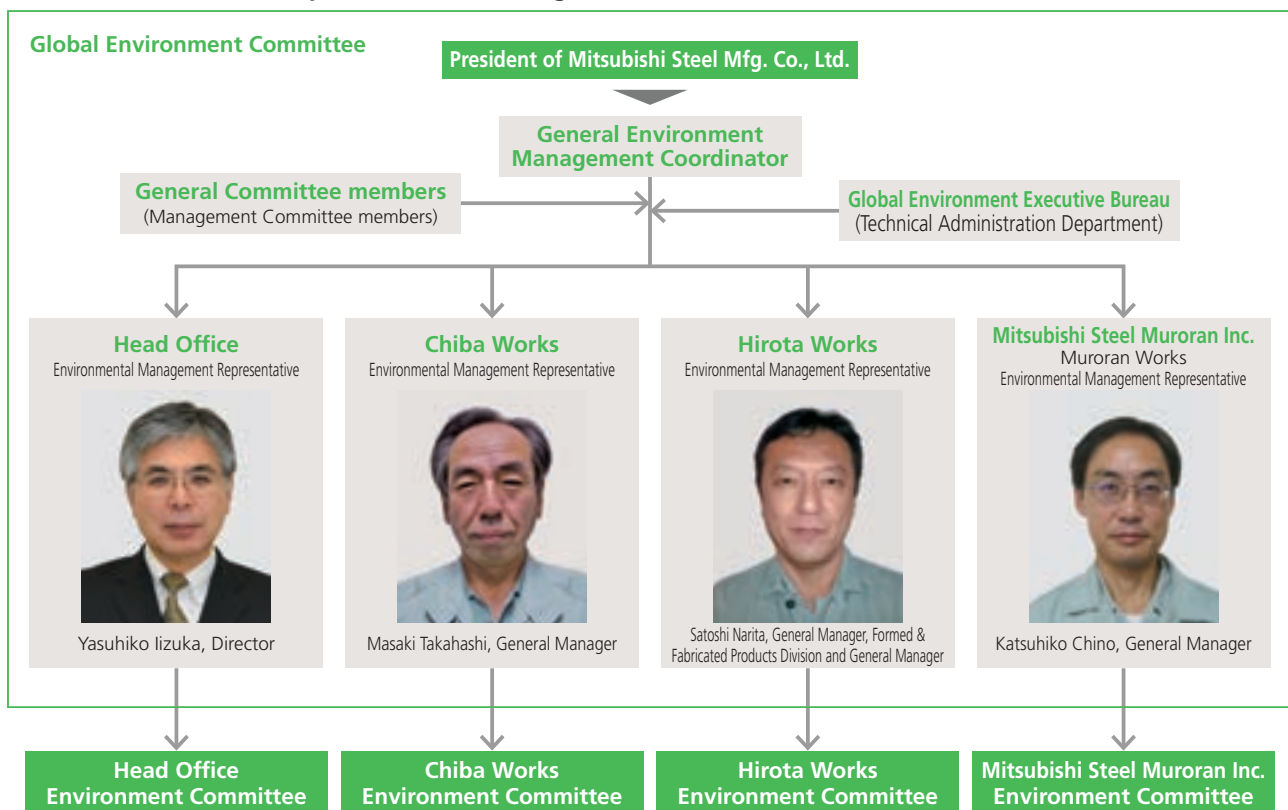 Global Environment Committee
President of Mitsubishi Steel Mfg. Co., Ltd.
General Environment
Management Coordinator
General Committee members
(Management Committee members)
Global Environment Executive Bureau
(Technical Administration Department)
Head Office
Environmental Management Representative
Yasuhiko Iizuka, Director
Chiba Works
Environmental Management Representative
Masaki Takahashi, General Manager
Hirota Works
Environmental Management Representative
Satoshi Narita, General Manager, Formed &
Fabricated Products Division and General Manager
Mitsubishi Steel Muroran Inc.
Muroran Works
Environmental Management Representative
Katsuhiko Chino, General Manager
Head Office
Environment Committee
Chiba Works
Environment Committee
Hirota Works
Environment Committee
Mitsubishi Steel Muroran Inc.
Environment Committee